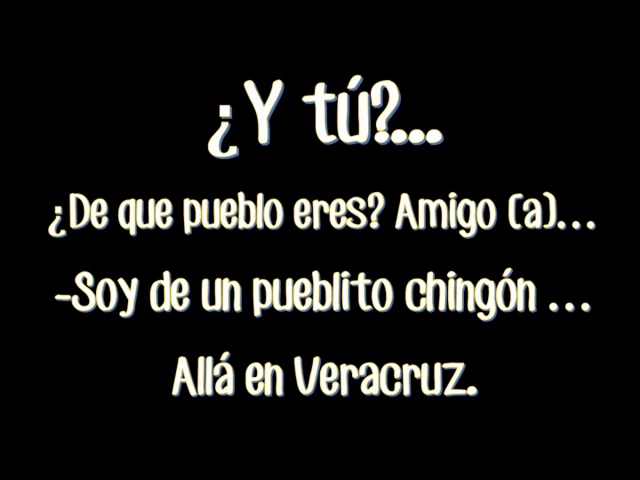 ¿Y tú?...
¿De que pueblo eres? Amigo (a)...
-Soy de un pueblito chingón ...
Allá en Veracruz.